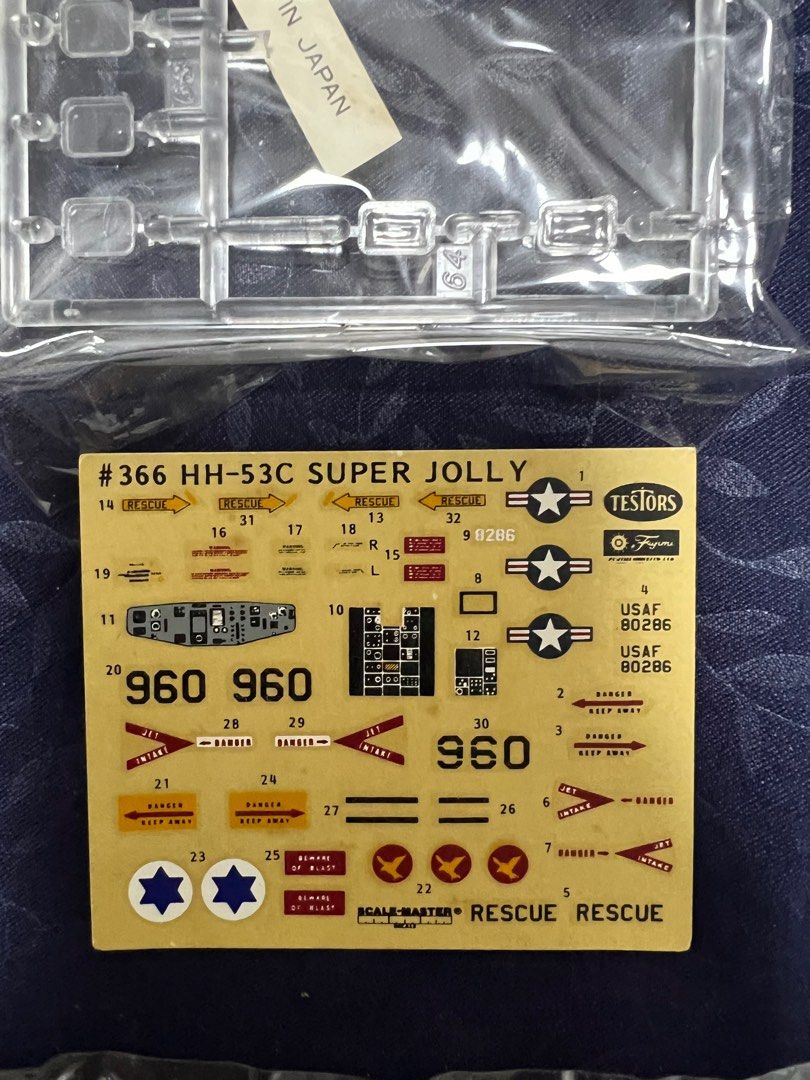 IN JAPAN
64
#366 HH-53C SUPER JOLLY
1
14 RESCUE RESCUE RESCUE RESCUE
31 13 32
TESTORS
16 17 18 R 9 8286
Fujimi
15
19 L
8 4
11 10 USAF
80286
12
USAF
80286
20 960 960
2 DANGER
KEEP AWAY
28 29 30
JET
INTAKE
DANGER DANGER
JET
INTAKE
960
3 DANGER
KEEP AWAY
21 24
DANGER
KEEP AWAY
DANGER
KEEP AWAY
27 26
6 JET
INTAKE
DANGER
7 DANGER
JET
INTAKE
23 25 BEWARE
OF BLAST
22
BEWARE
OF BLAST
5
SCALE-MASTER® RESCUE RESCUE